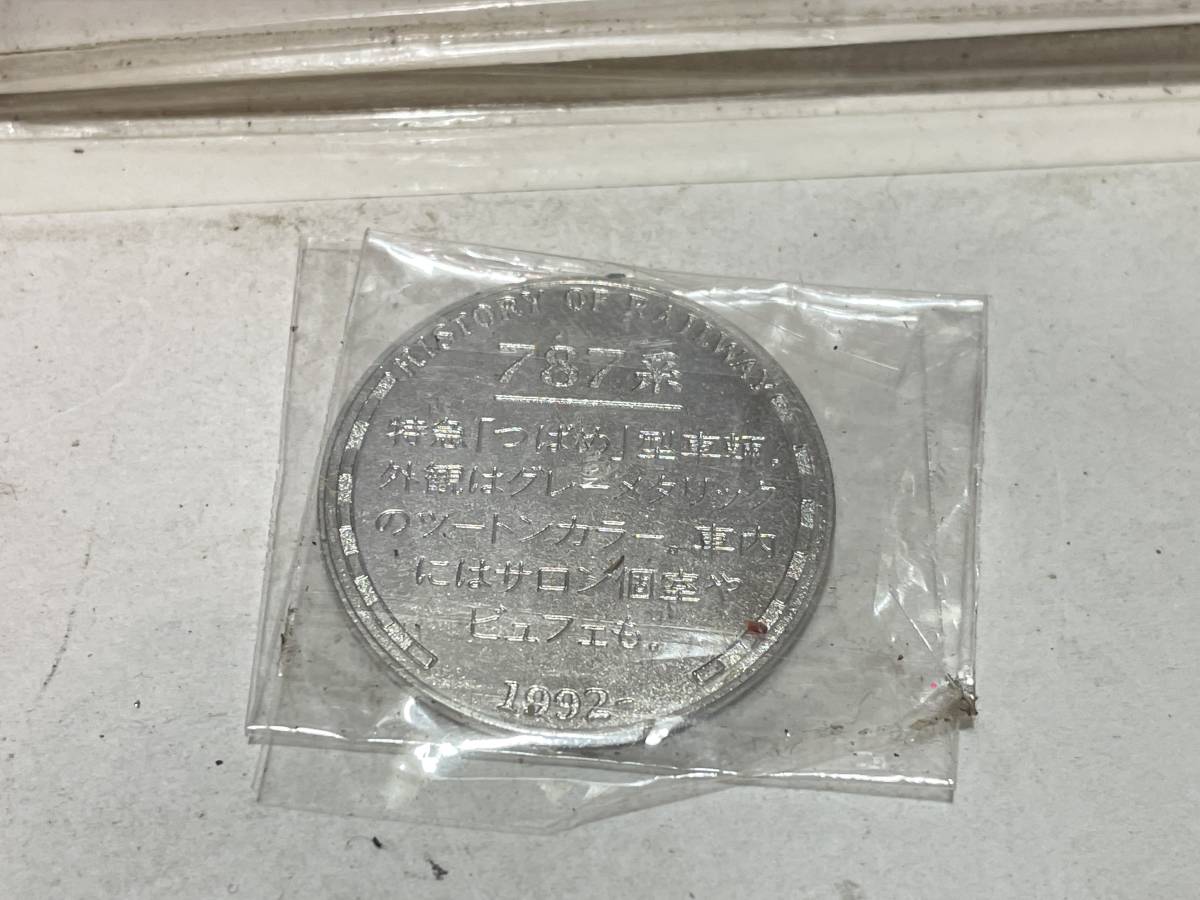 HISTORY OF RAILWAY
787系
特急「つばめ」型車輌。
外観はグレーメタリック
のツートンカラー。車内
にはサロン個室や
ビュフェも。
1992-